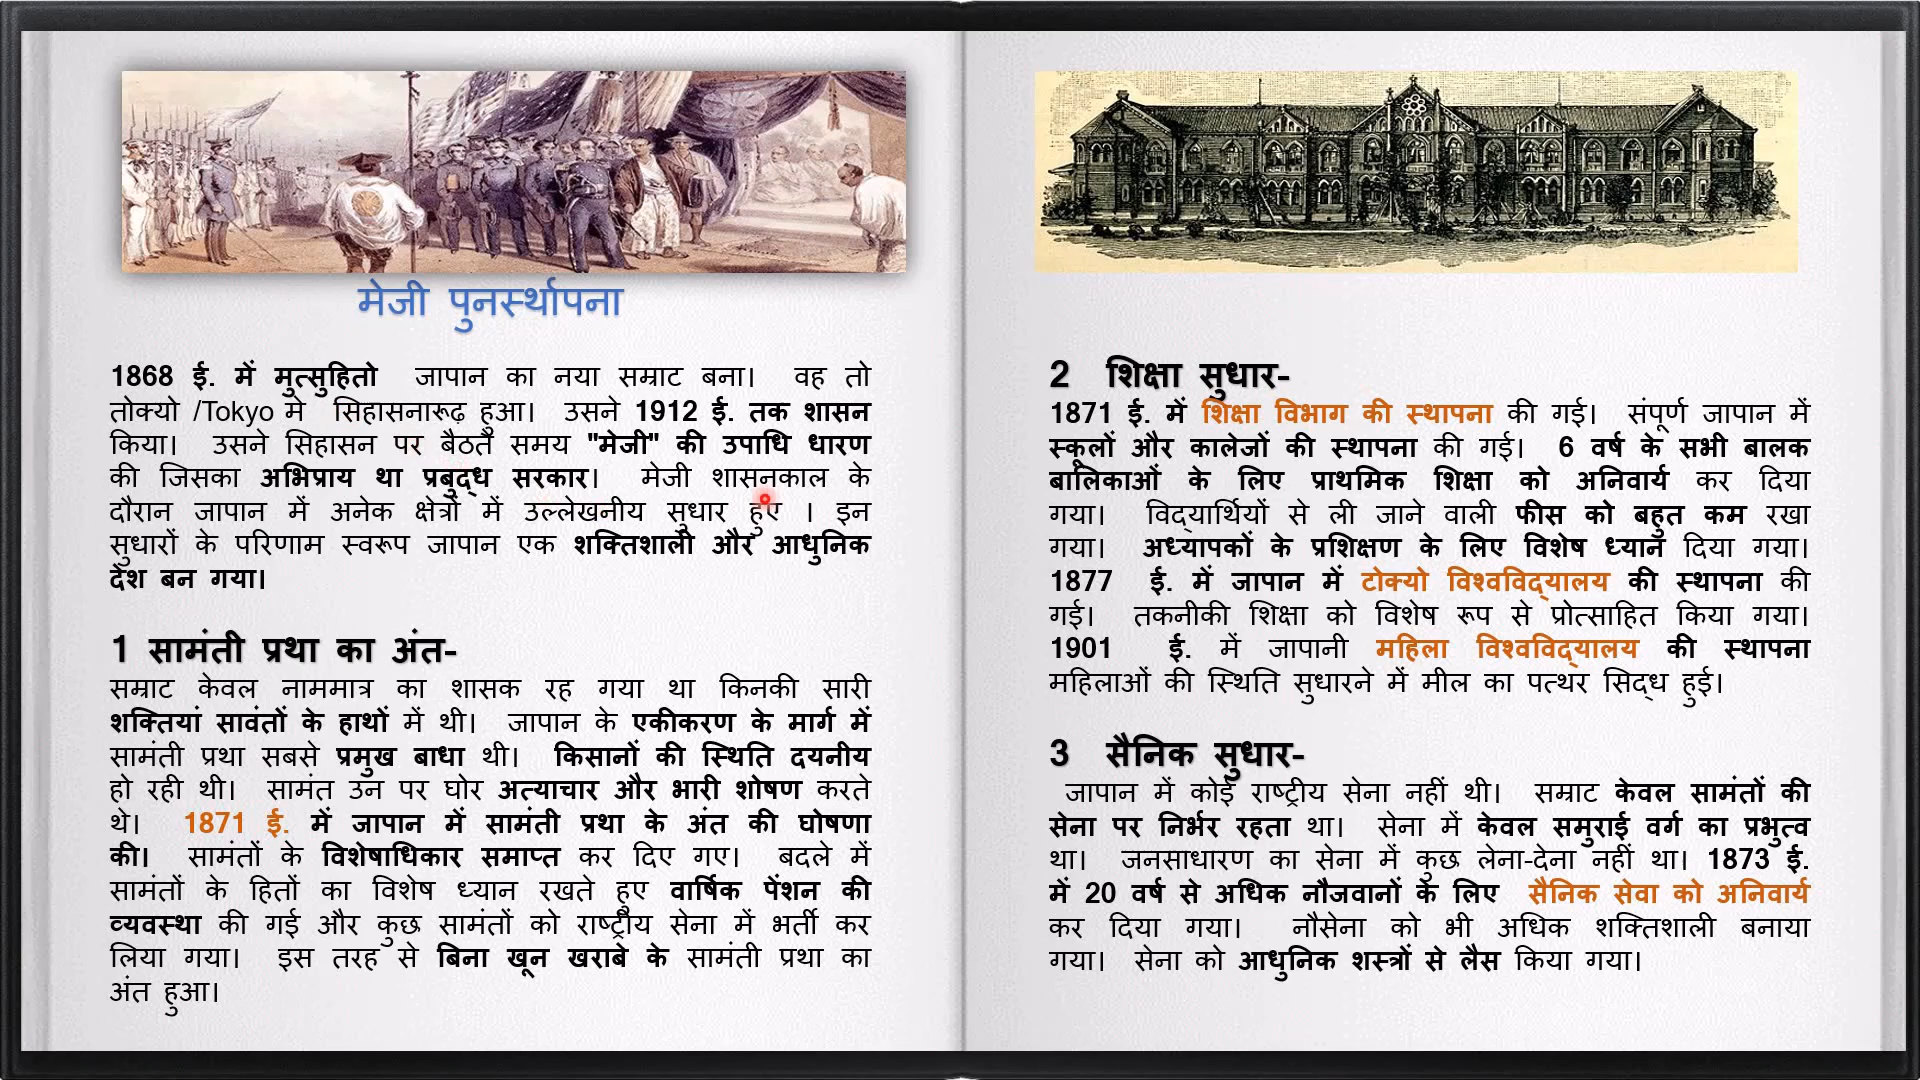 मेजी पुनर्स्थापना
1868 ई. में मुत्सुहितो जापान का नया सम्राट बना। वह तो
तोक्यो /Tokyo मे सिहासनारूढ़ हुआ। उसने 1912 ई. तक शासन
किया। उसने सिहासन पर बैठते समय "मेजी" की उपाधि धारण
की जिसका अभिप्राय था प्रबुद्ध सरकार। मेजी शासनकाल के
दौरान जापान में अनेक क्षेत्रों में उल्लेखनीय सुधार हुए । इन
सुधारों के परिणाम स्वरूप जापान एक शक्तिशाली और आधुनिक
देश बन गया।
1 सामंती प्रथा का अंत-
सम्राट केवल नाममात्र का शासक रह गया था किनकी सारी
शक्तियां सावंतों के हाथों में थी। जापान के एकीकरण के मार्ग में
सामंती प्रथा सबसे प्रमुख बाधा थी। किसानों की स्थिति दयनीय
हो रही थी। सामंत उन पर घोर अत्याचार और भारी शोषण करते
थे। 1871 ई. में जापान में सामंती प्रथा के अंत की घोषणा
की। सामंतों के विशेषाधिकार समाप्त कर दिए गए। बदले में
सामंतों के हितों का विशेष ध्यान रखते हुए वार्षिक पेंशन की
व्यवस्था की गई और कुछ सामंतों को राष्ट्रीय सेना में भर्ती कर
लिया गया। इस तरह से बिना खून खराबे के सामंती प्रथा का
अंत हुआ।
2 शिक्षा सुधार-
1871 ई. में शिक्षा विभाग की स्थापना की गई। संपूर्ण जापान में
स्कूलों और कालेजों की स्थापना की गई। 6 वर्ष के सभी बालक
बालिकाओं के लिए प्राथमिक शिक्षा को अनिवार्य कर दिया
गया। विद्यार्थियों से ली जाने वाली फीस को बहुत कम रखा
गया। अध्यापकों के प्रशिक्षण के लिए विशेष ध्यान दिया गया।
1877 ई. में जापान में टोक्यो विश्वविद्यालय की स्थापना की
गई। तकनीकी शिक्षा को विशेष रूप से प्रोत्साहित किया गया।
1901 ई. में जापानी महिला विश्वविद्यालय की स्थापना
महिलाओं की स्थिति सुधारने में मील का पत्थर सिद्ध हुई।
3 सैनिक सुधार-
जापान में कोई राष्ट्रीय सेना नहीं थी। सम्राट केवल सामंतों की
सेना पर निर्भर रहता था। सेना में केवल समुराई वर्ग का प्रभुत्व
था। जनसाधारण का सेना में कुछ लेना-देना नहीं था। 1873 ई.
में 20 वर्ष से अधिक नौजवानों के लिए सैनिक सेवा को अनिवार्य
कर दिया गया। नौसेना को भी अधिक शक्तिशाली बनाया
गया। सेना को आधुनिक शस्त्रों से लैस किया गया।